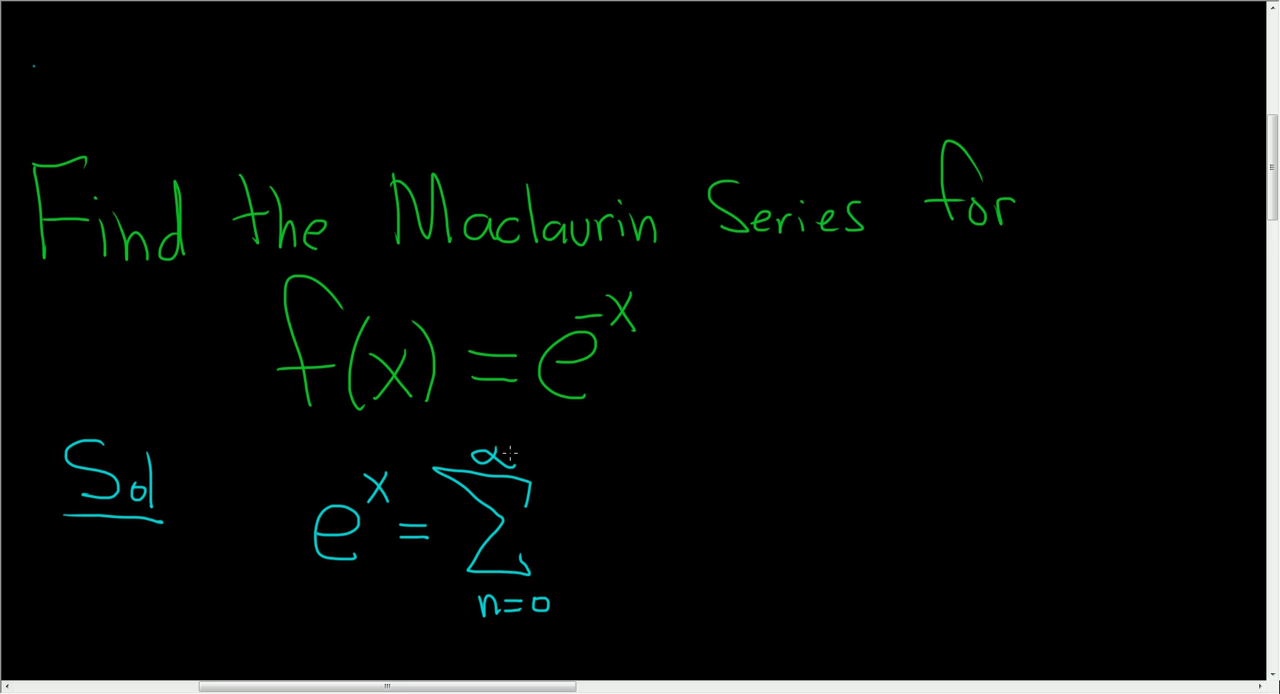 Find the Maclaurin Series for
f(x) = e^-x
Sol
e^x = ∑ n=0